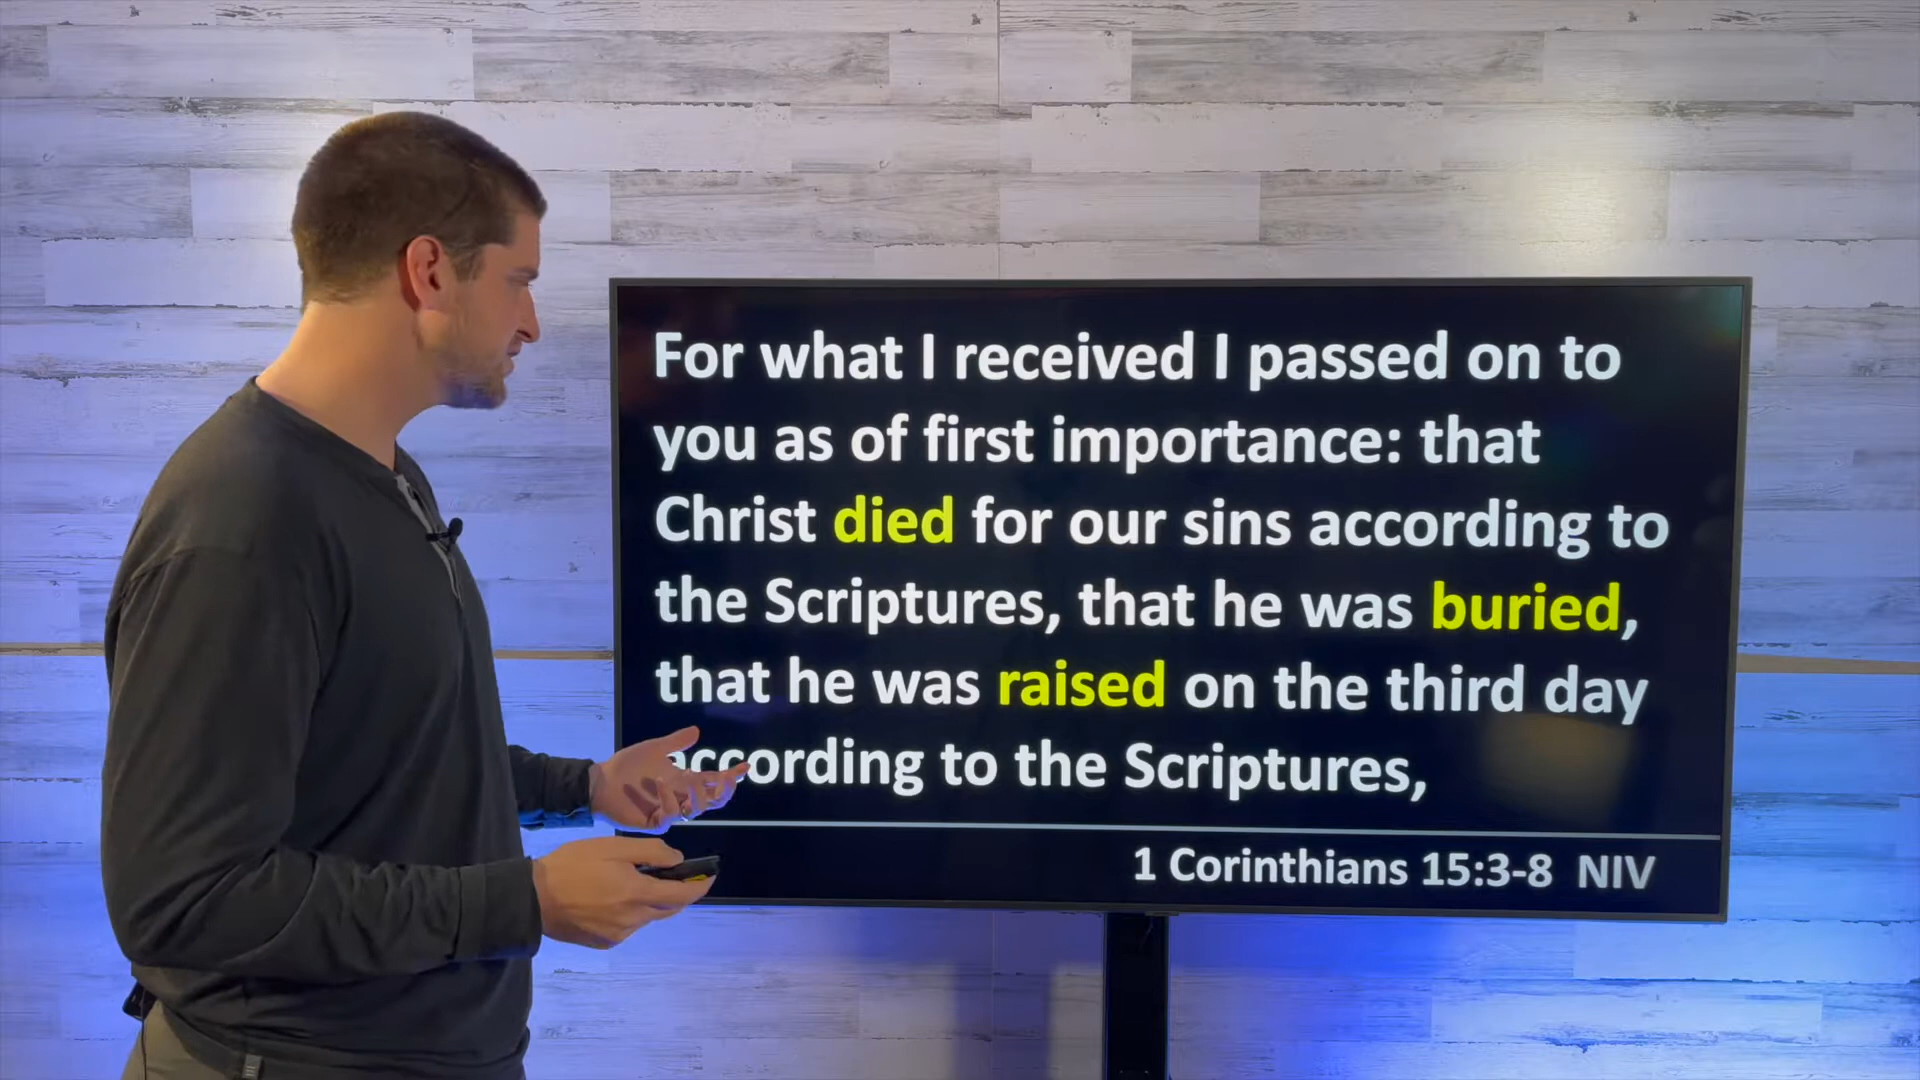 For what I received I passed on to
you as of first importance: that
Christ died for our sins according to
the Scriptures, that he was buried,
that he was raised on the third day
according to the Scriptures,
1 Corinthians 15:3-8 NIV